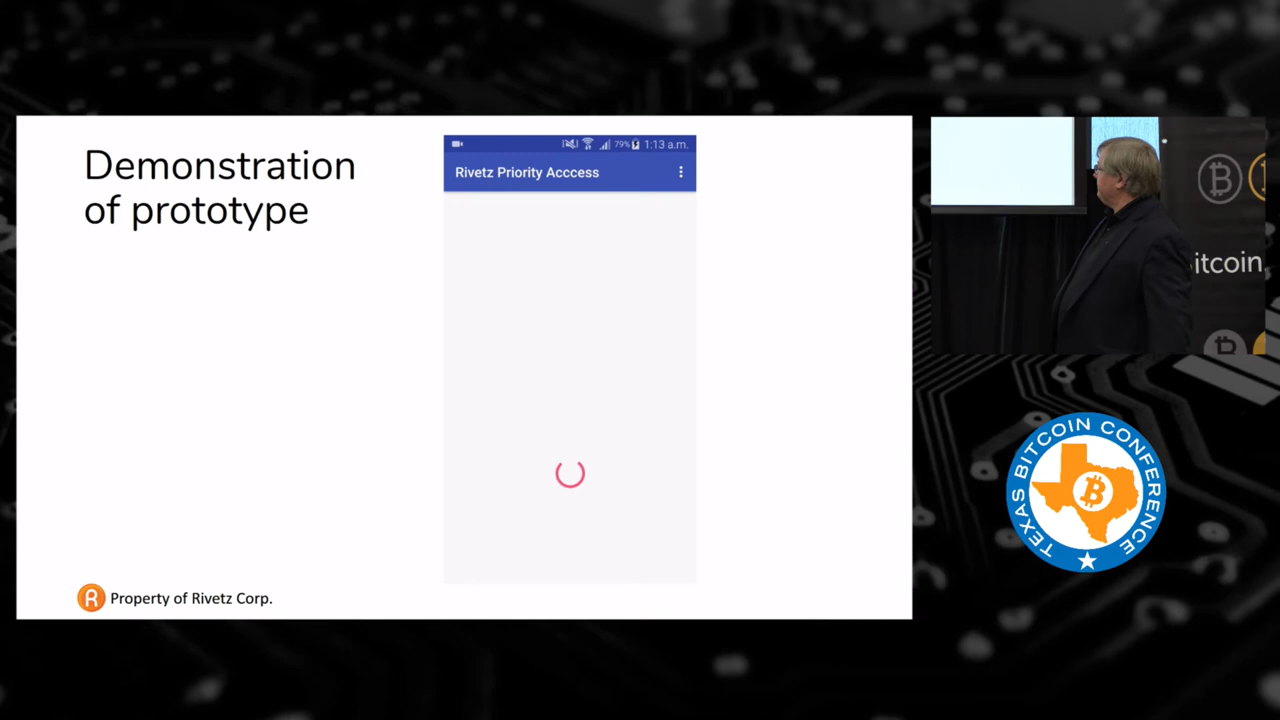 Demonstration
of prototype
79% 1:13 a.m.
Rivetz Priority Acccess
R Property of Rivetz Corp.
itcoin
TEXAS BITCOIN CONFERENCE